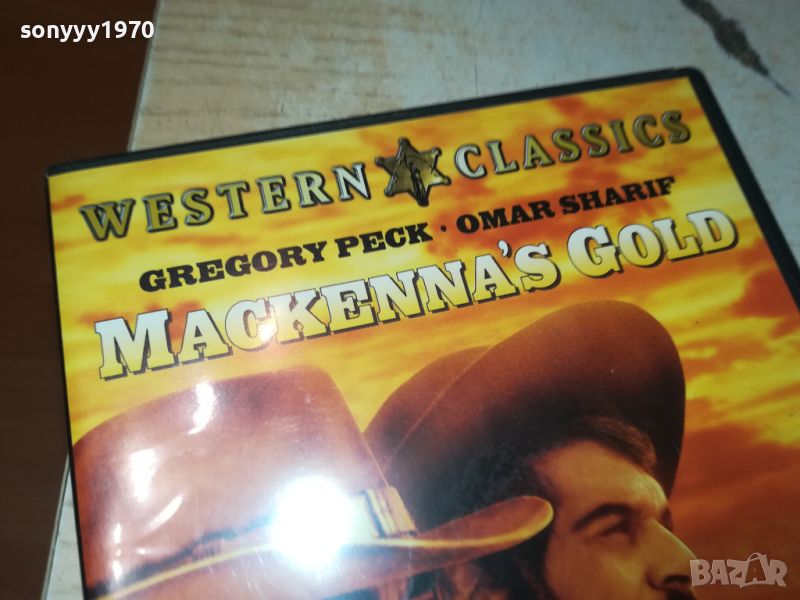 sonyyy1970
WESTERN CLASSICS
GREGORY PECK · OMAR SHARIF
MACKENNA'S GOLD
BAZAR